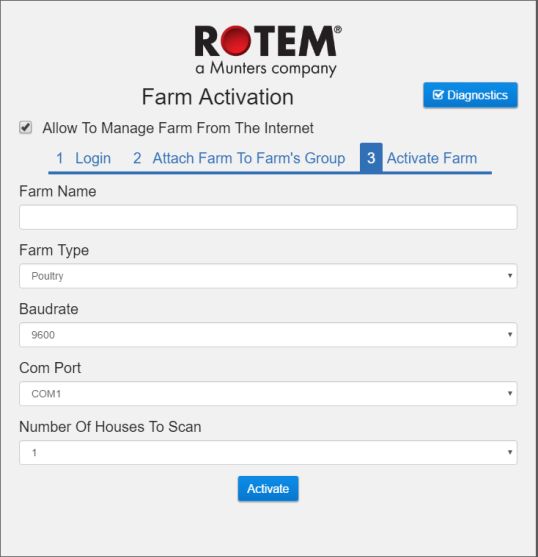 ROTEM®
a Munters company
Farm Activation
Diagnostics
Allow To Manage Farm From The Internet
1 Login 2 Attach Farm To Farm's Group 3 Activate Farm
Farm Name
Farm Type
Poultry
Baudrate
9600
Com Port
COM1
Number Of Houses To Scan
1
Activate